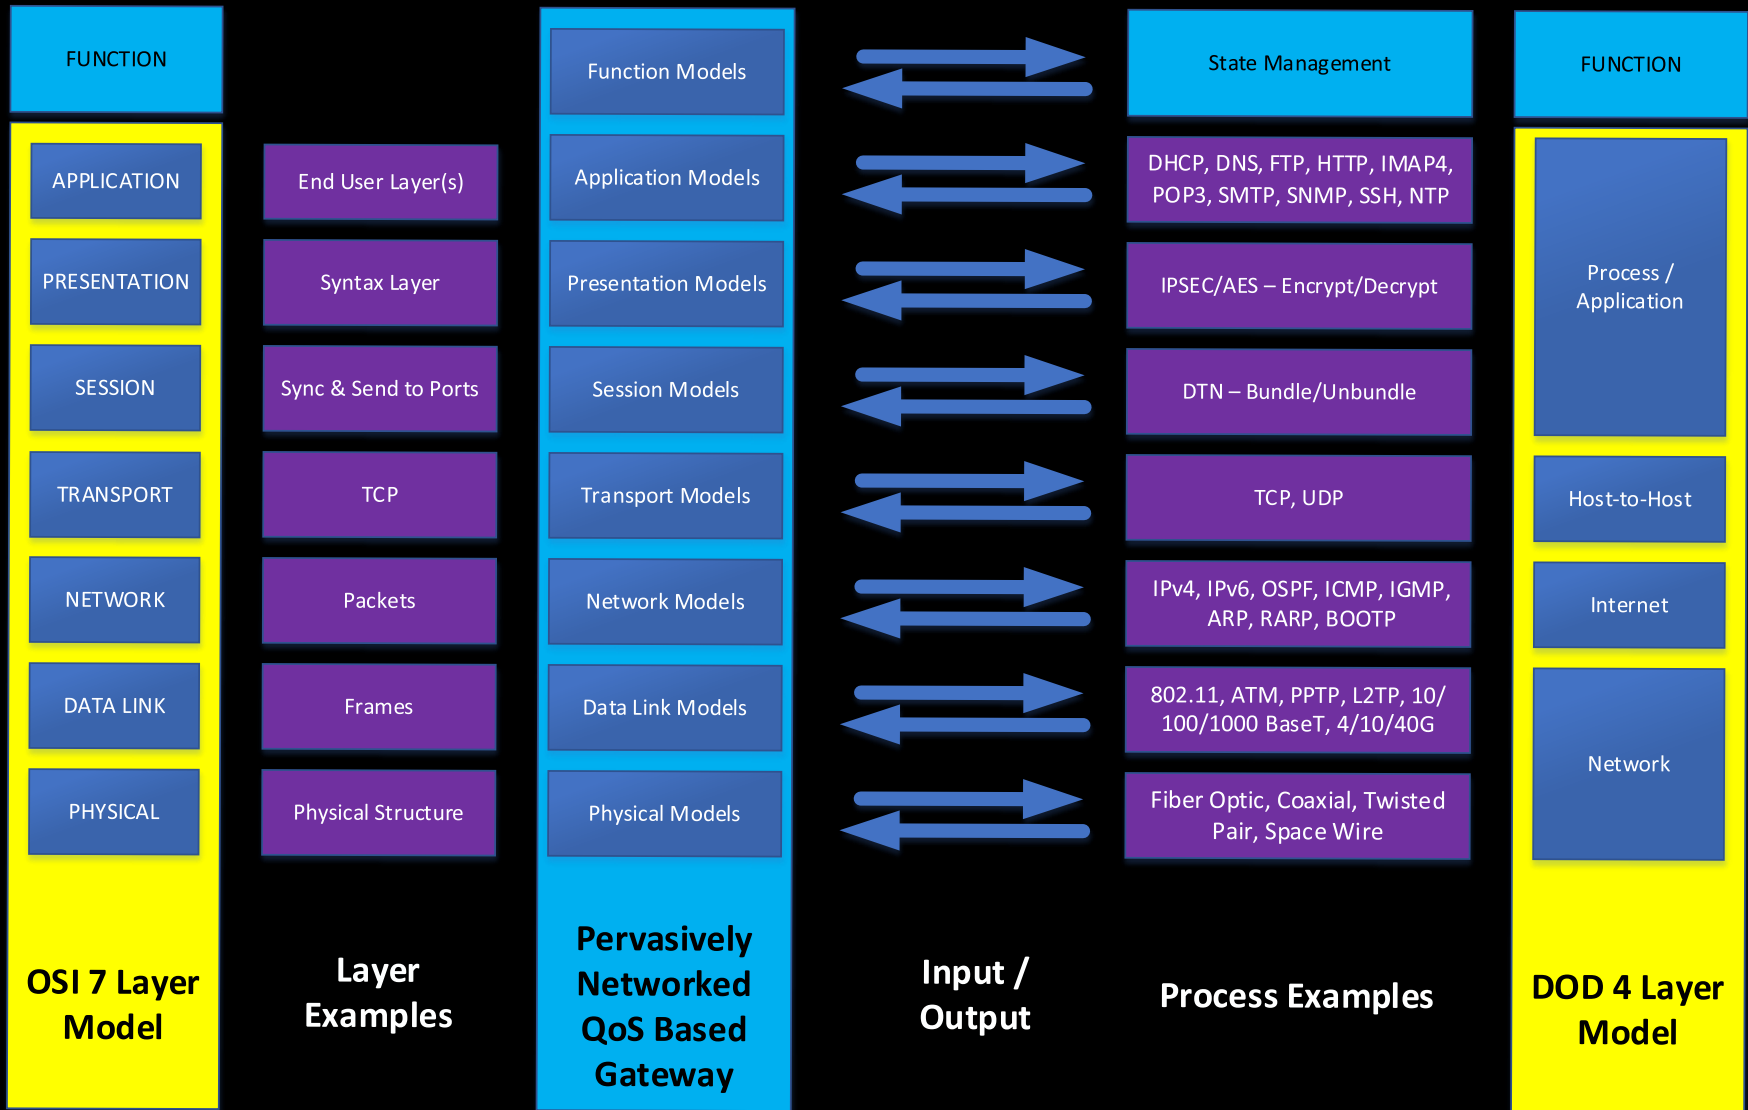 FUNCTION
Function Models
State Management
FUNCTION
APPLICATION
End User Layer(s)
Application Models
DHCP, DNS, FTP, HTTP, IMAP4,
POP3, SMTP, SNMP, SSH, NTP
Process /
Application
PRESENTATION
Syntax Layer
Presentation Models
IPSEC/AES – Encrypt/Decrypt
SESSION
Sync & Send to Ports
Session Models
DTN – Bundle/Unbundle
TRANSPORT
TCP
Transport Models
TCP, UDP
Host-to-Host
NETWORK
Packets
Network Models
IPv4, IPv6, OSPF, ICMP, IGMP,
ARP, RARP, BOOTP
Internet
DATA LINK
Frames
Data Link Models
802.11, ATM, PPTP, L2TP, 10/
100/1000 BaseT, 4/10/40G
Network
PHYSICAL
Physical Structure
Physical Models
Fiber Optic, Coaxial, Twisted
Pair, Space Wire
OSI 7 Layer
Model
Layer
Examples
Pervasively
Networked
QoS Based
Gateway
Input /
Output
Process Examples
DOD 4 Layer
Model